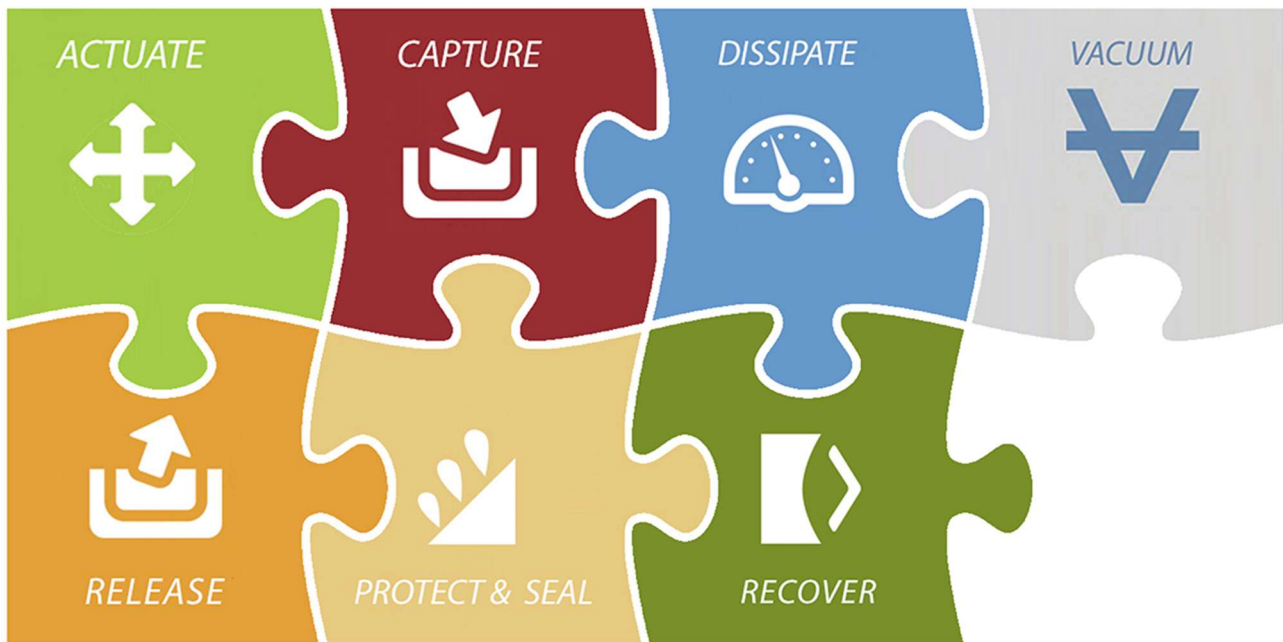 ACTUATE
CAPTURE
DISSIPATE
VACUUM
RELEASE
PROTECT & SEAL
RECOVER